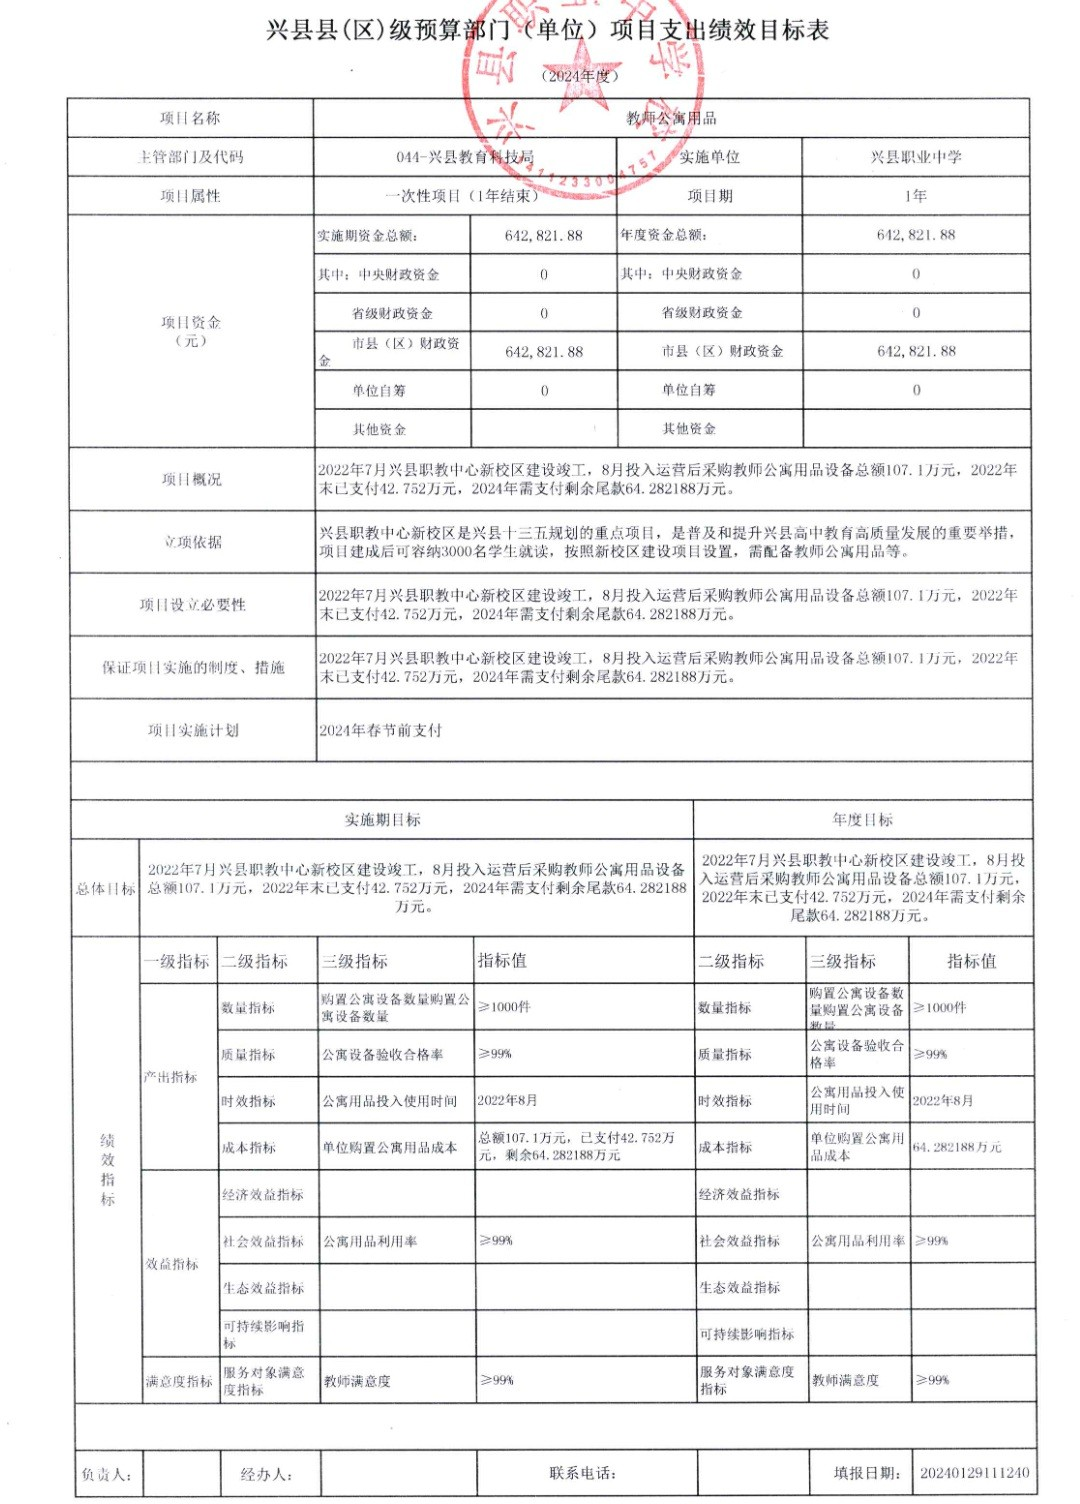 兴县县(区)级预算部门（单位）项目支出绩效目标表
（2024年度）
兴县职业中学校
1411233004757
项目名称 教师公寓用品
主管部门及代码 044-兴县教育科技局 实施单位 兴县职业中学
项目属性 一次性项目（1年结束） 项目期 1年
项目资金
（元）
实施期资金总额： 642,821.88 年度资金总额： 642,821.88
其中：中央财政资金 0 其中：中央财政资金 0
省级财政资金 0 省级财政资金 0
市县（区）财政资
金 642,821.88 市县（区）财政资金 642,821.88
单位自筹 0 单位自筹 0
其他资金 其他资金
项目概况
2022年7月兴县职教中心新校区建设竣工，8月投入运营后采购教师公寓用品设备总额107.1万元，2022年
末已支付42.752万元，2024年需支付剩余尾款64.282188万元。
立项依据
兴县职教中心新校区是兴县十三五规划的重点项目，是普及和提升兴县高中教育高质量发展的重要举措，
项目建成后可容纳3000名学生就读，按照新校区建设项目设置，需配备教师公寓用品等。
项目设立必要性
2022年7月兴县职教中心新校区建设竣工，8月投入运营后采购教师公寓用品设备总额107.1万元，2022年
末已支付42.752万元，2024年需支付剩余尾款64.282188万元。
保证项目实施的制度、措施
2022年7月兴县职教中心新校区建设竣工，8月投入运营后采购教师公寓用品设备总额107.1万元，2022年
末已支付42.752万元，2024年需支付剩余尾款64.282188万元。
项目实施计划 2024年春节前支付
实施期目标 年度目标
总体目标
2022年7月兴县职教中心新校区建设竣工，8月投入运营后采购教师公寓用品设备
总额107.1万元，2022年末已支付42.752万元，2024年需支付剩余尾款64.282188
万元。
2022年7月兴县职教中心新校区建设竣工，8月投
入运营后采购教师公寓用品设备总额107.1万元，
2022年末已支付42.752万元，2024年需支付剩余
尾款64.282188万元。
绩
效
指
标
一级指标 二级指标 三级指标 指标值 二级指标 三级指标 指标值
产出指标
数量指标
购置公寓设备数量购置公
寓设备数量
≥1000件
数量指标
购置公寓设备数
量购置公寓设备
数量
≥1000件
质量指标 公寓设备验收合格率 ≥99% 质量指标
公寓设备验收合
格率
≥99%
时效指标 公寓用品投入使用时间 2022年8月 时效指标
公寓用品投入使
用时间
2022年8月
成本指标 单位购置公寓用品成本
总额107.1万元，已支付42.752万
元，剩余64.282188万元
成本指标
单位购置公寓用
品成本
64.282188万元
效益指标
经济效益指标 经济效益指标
社会效益指标 公寓用品利用率 ≥99% 社会效益指标 公寓用品利用率 ≥99%
生态效益指标 生态效益指标
可持续影响指
标
可持续影响指标
满意度指标
服务对象满意
度指标
教师满意度 ≥99%
服务对象满意度
指标
教师满意度 ≥99%
负责人： 经办人： 联系电话： 填报日期： 20240129111240